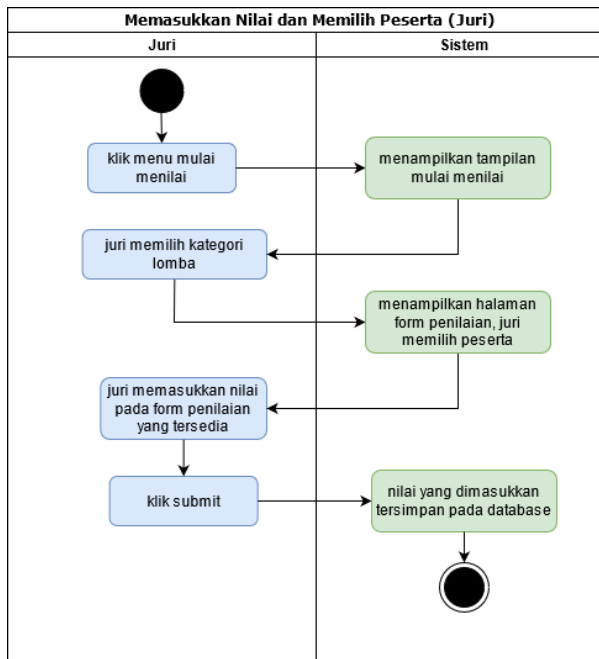 Memasukkan Nilai dan Memilih Peserta (Juri)
Juri
Sistem
klik menu mulai
menilai
menampilkan tampilan
mulai menilai
juri memilih kategori
lomba
menampilkan halaman
form penilaian, juri
memilih peserta
juri memasukkan nilai
pada form penilaian
yang tersedia
klik submit
nilai yang dimasukkan
tersimpan pada database